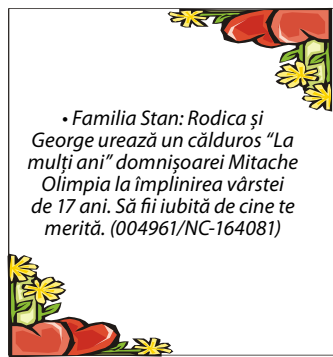 • Familia Stan: Rodica și
George urează un călduros “La
mulți ani” domnișoarei Mitache
Olimpia la împlinirea vârstei
de 17 ani. Să fii iubită de cine te
merită. (004961/NC-164081)